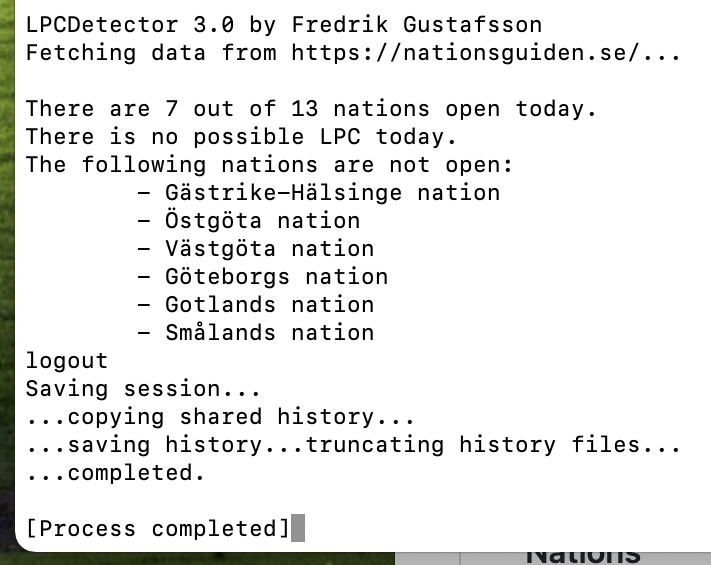 LPCDetector 3.0 by Fredrik Gustafsson
Fetching data from https://nationsguiden.se/...
There are 7 out of 13 nations open today.
There is no possible LPC today.
The following nations are not open:
- Gästrike-Hälsinge nation
- Östgöta nation
- Västgöta nation
- Göteborgs nation
- Gotlands nation
- Smålands nation
logout
Saving session...
...copying shared history...
...saving history...truncating history files...
...completed.
[Process completed]
Nations